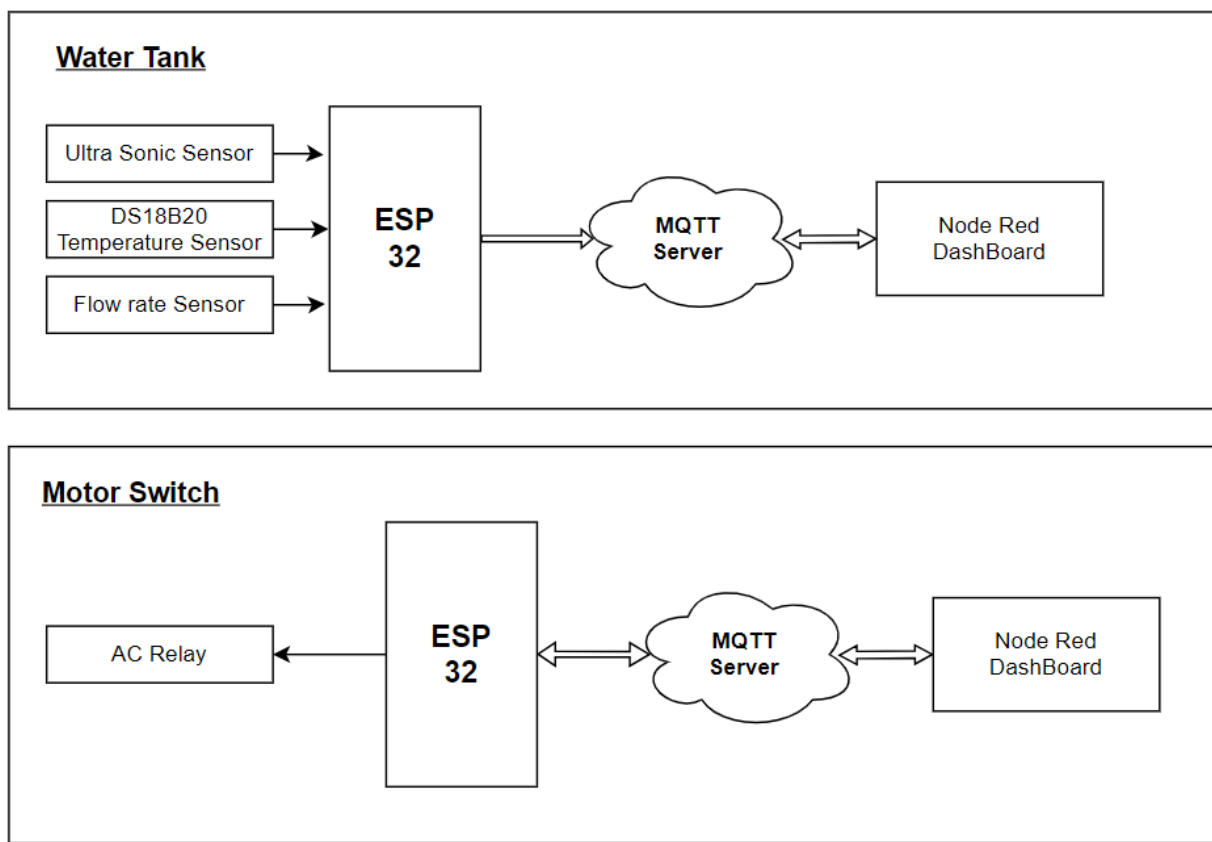 Water Tank
Ultra Sonic Sensor
DS18B20
Temperature Sensor
Flow rate Sensor
ESP
32
MQTT
Server
Node Red
DashBoard
Motor Switch
AC Relay
ESP
32
MQTT
Server
Node Red
DashBoard